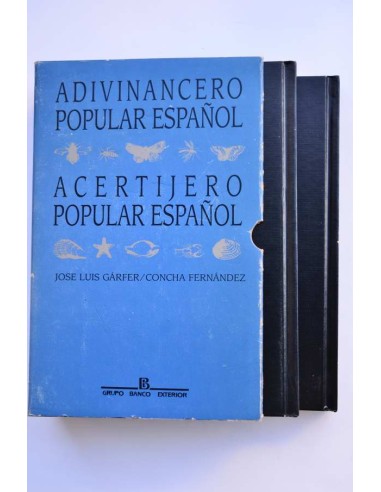 ADIVINANCERO
POPULAR ESPAÑOL
ACERTIJERO
POPULAR ESPAÑOL
JOSE LUIS GÁRFER/CONCHA FERNÁNDEZ
GRUPO BANCO EXTERIOR